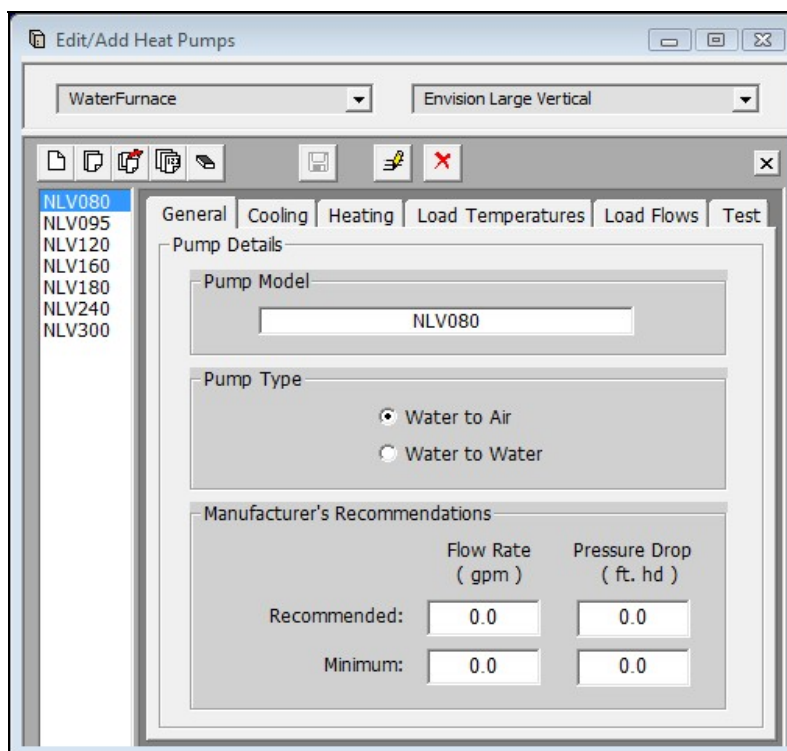 Edit/Add Heat Pumps
WaterFurnace Envision Large Vertical
NLV080
NLV095
NLV120
NLV160
NLV180
NLV240
NLV300
General Cooling Heating Load Temperatures Load Flows Test
Pump Details
Pump Model
NLV080
Pump Type
Water to Air
Water to Water
Manufacturer's Recommendations
Flow Rate Pressure Drop
( gpm ) ( ft. hd )
Recommended: 0.0 0.0
Minimum: 0.0 0.0